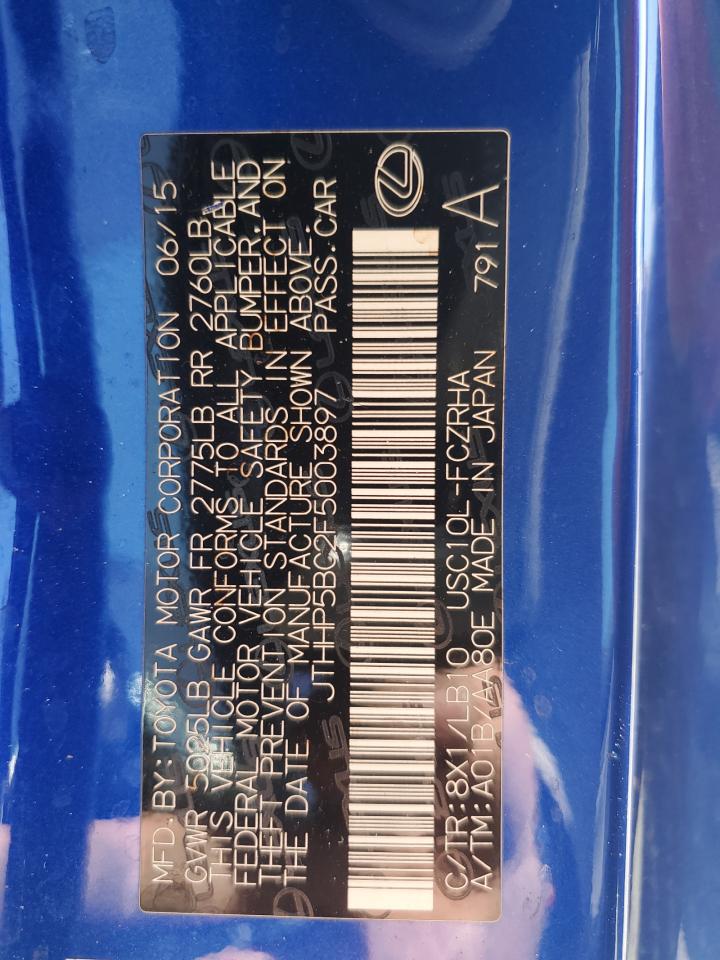 MFD.BY:TOYOTA MOTOR CORPORATION 06/15
GVWR 5025LB GAWR FR 2775LB RR 2760LB
THIS VEHICLE CONFORMS TO ALL APPLICABLE
FEDERAL MOTOR VEHICLE SAFETY BUMPER,AND
THEFT PREVENTION STANDARDS IN EFFECT ON
THE DATE OF MANUFACTURE SHOWN ABOVE.
JTHHP5BC2F5003897 PASS.CAR
C/TR:8X1/LB10 USC10L-FCZRHA
A/TM:A01B/AA80E MADE IN JAPAN 791 A